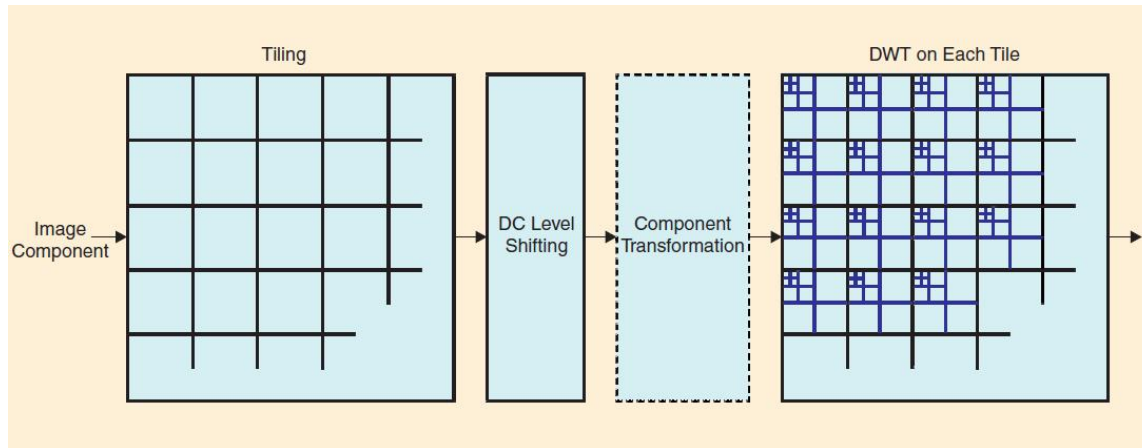 Tiling
DWT on Each Tile
Image
Component
DC Level
Shifting
Component
Transformation